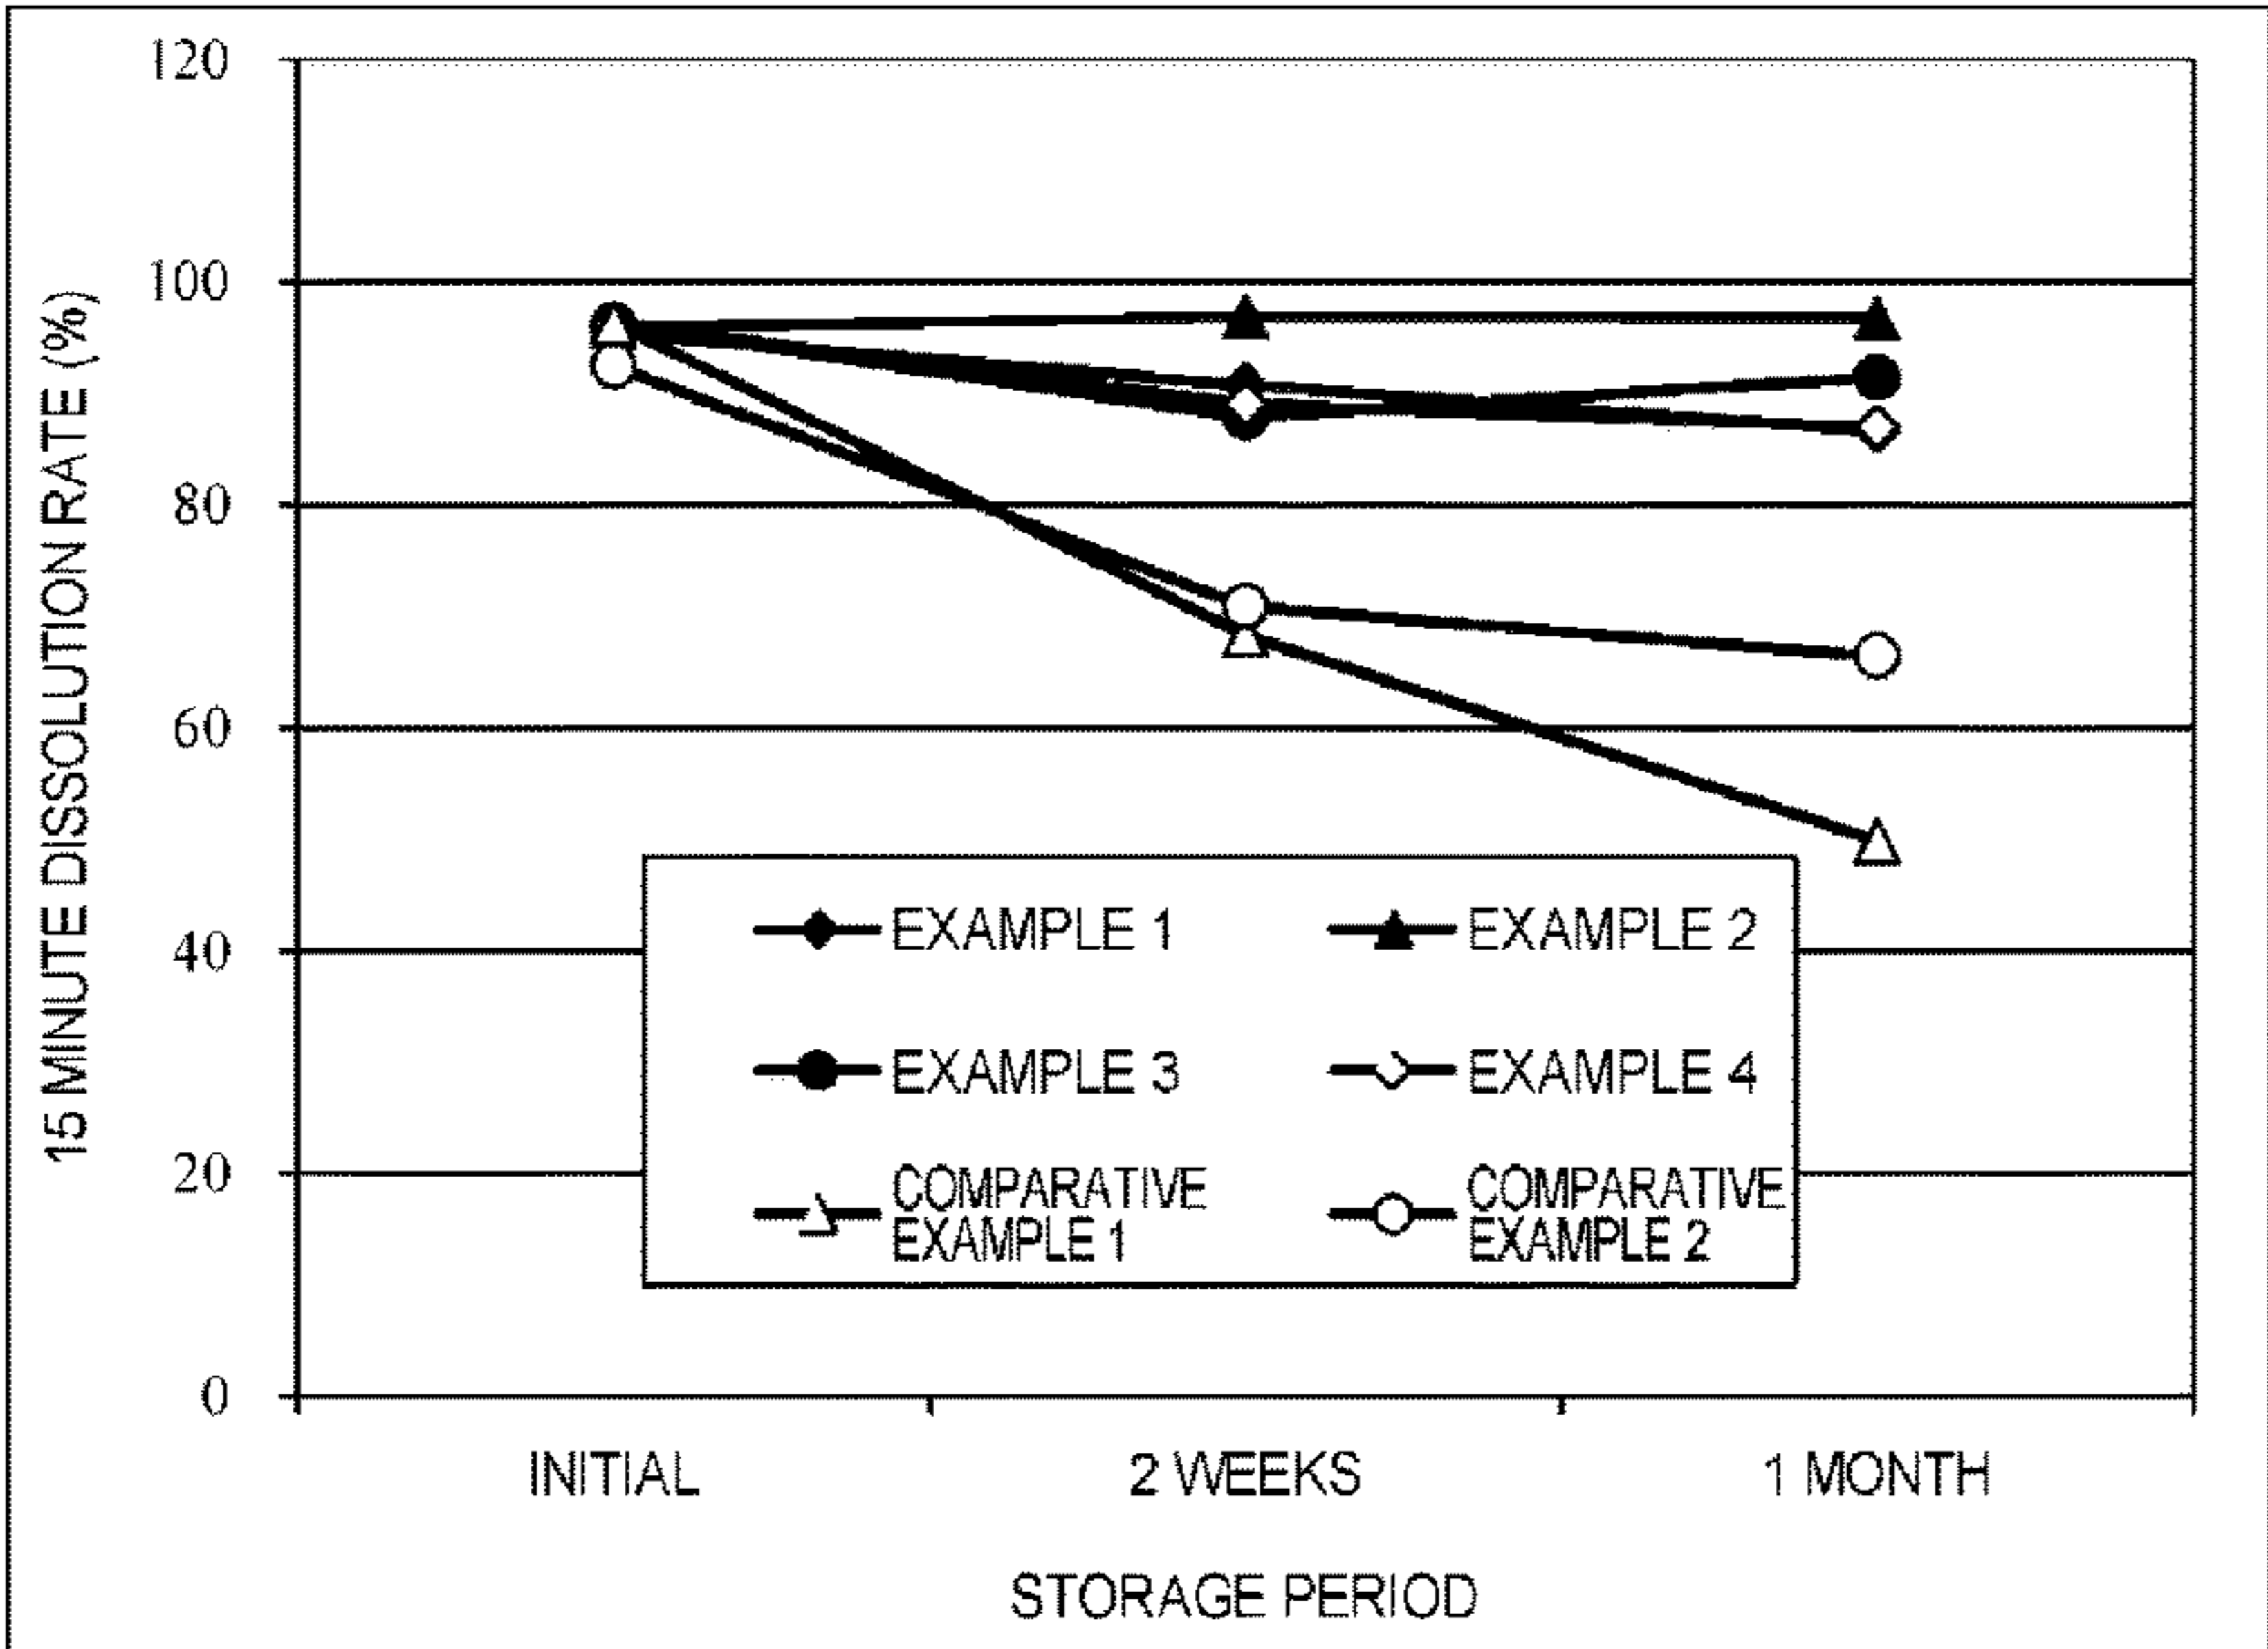 120
100
80
60
40
20
0
15 MINUTE DISSOLUTION RATE (%)
EXAMPLE 1
EXAMPLE 2
EXAMPLE 3
EXAMPLE 4
COMPARATIVE
EXAMPLE 1
COMPARATIVE
EXAMPLE 2
INITIAL
2 WEEKS
1 MONTH
STORAGE PERIOD